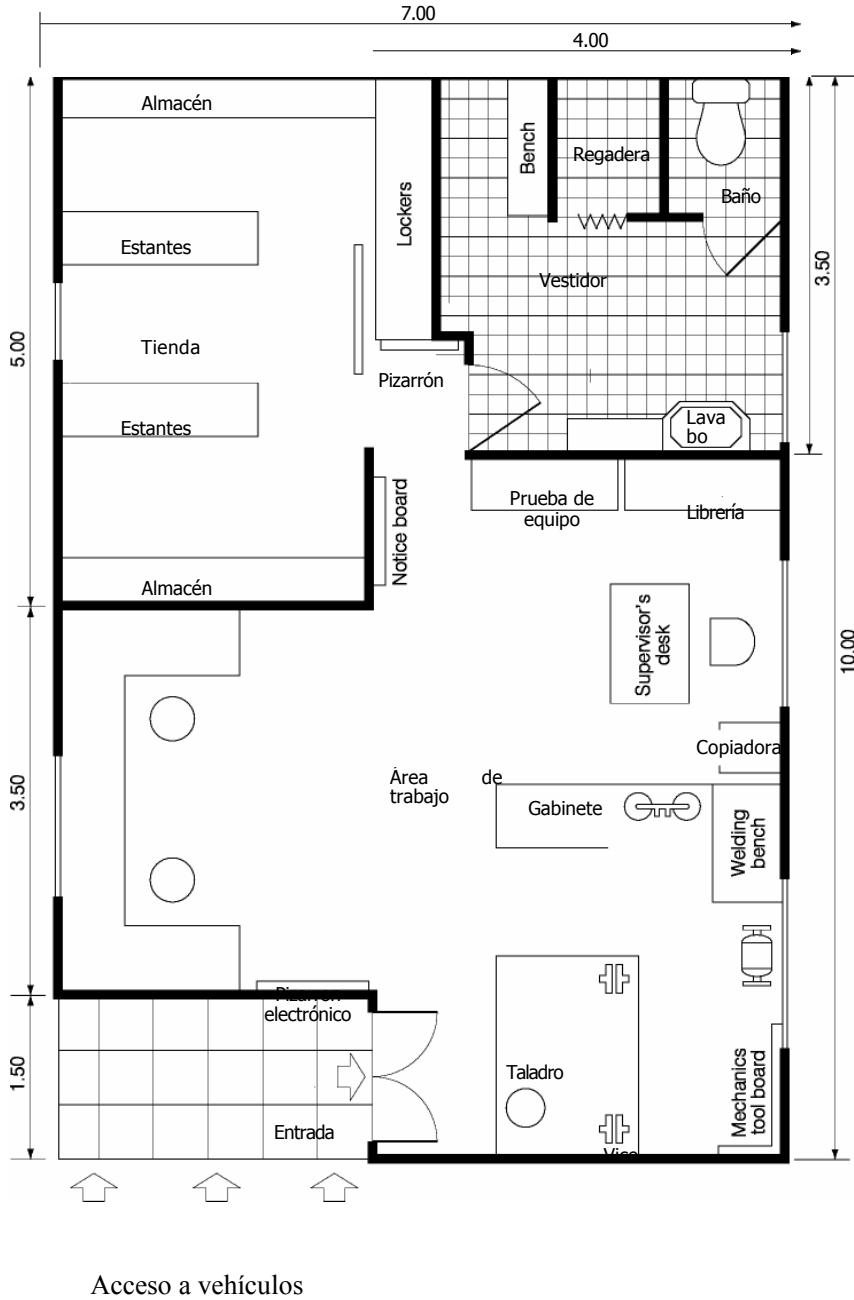 7.00
4.00
Almacén
Bench
Regadera
Baño
Lockers
Estantes
Vestidor
3.50
5.00
Tienda
Pizarrón
Estantes
Lava
bo
Prueba de
equipo
Librería
Notice board
Almacén
Supervisor's
desk
10.00
Copiadora
Área de
trabajo
3.50
Gabinete
Welding
bench
Pizarrón
electrónico
1.50
Taladro
Mechanics
tool board
Entrada
Vice
Acceso a vehículos